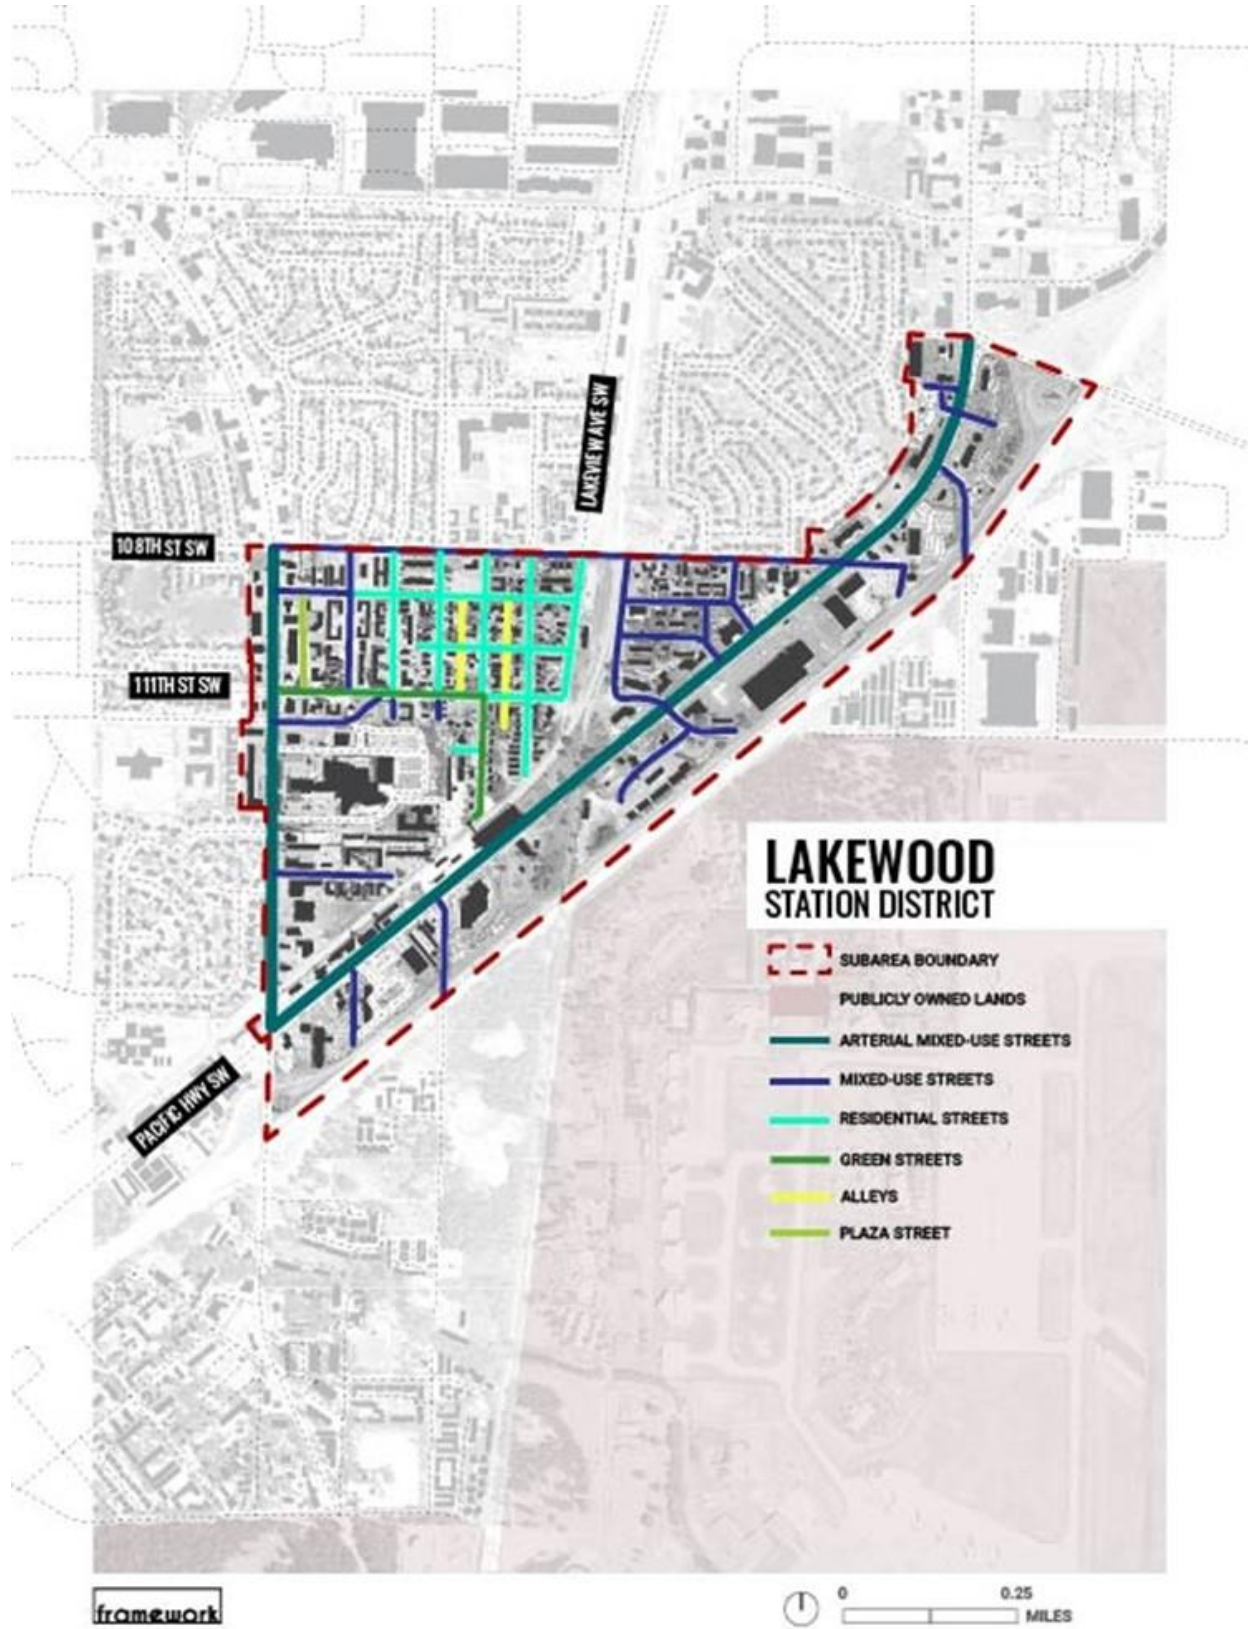 LAKEVIEW AVE SW
108TH ST SW
111TH ST SW
PACIFIC HWY SW
LAKEWOOD
STATION DISTRICT
SUBAREA BOUNDARY
PUBLICLY OWNED LANDS
ARTERIAL MIXED-USE STREETS
MIXED-USE STREETS
RESIDENTIAL STREETS
GREEN STREETS
ALLEYS
PLAZA STREET
framework
0 0.25
MILES